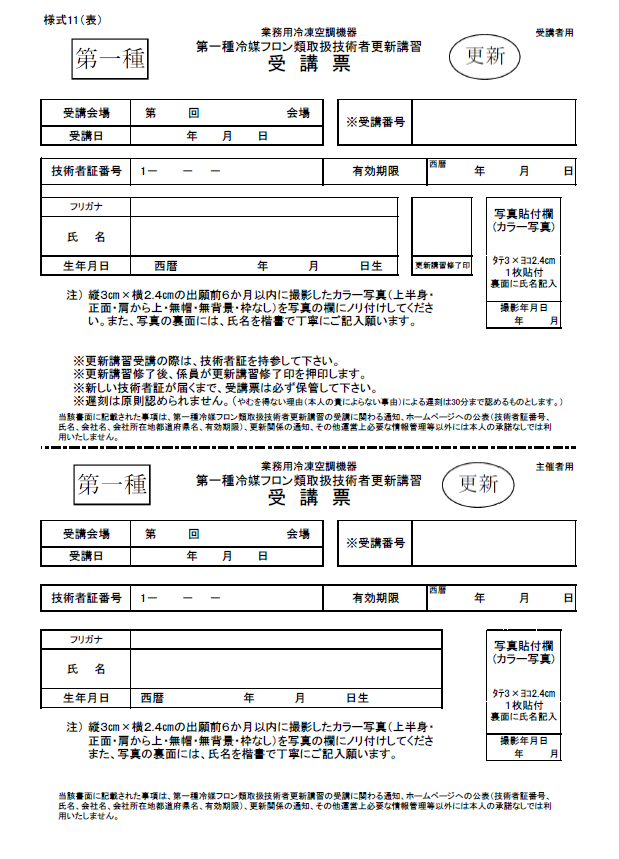 様式11(表)
受講者用
業務用冷凍空調機器
第一種冷媒フロン類取扱技術者更新講習
受 講 票
第一種
更新
受講会場 第 回 会場
受講日 年 月 日
※受講番号
技術者証番号 1－ － － 有効期限 西暦 年 月 日
フリガナ
氏 名
生年月日 西暦 年 月 日生
更新講習修了印
写真貼付欄
(カラー写真)
ﾀﾃ3×ﾖｺ2.4cm
1枚貼付
裏面に氏名記入
撮影年月日
年 月
注) 縦3cm×横2.4cmの出願前6か月以内に撮影したカラー写真(上半身・
正面・肩から上・無帽・無背景・枠なし)を写真の欄にノリ付けしてくださ
い。また、写真の裏面には、氏名を楷書で丁寧にご記入願います。
※更新講習受講の際は、技術者証を持参して下さい。
※更新講習修了後、係員が更新講習修了印を押印します。
※新しい技術者証が届くまで、受講票は必ず保管して下さい。
※遅刻は原則認められません。(やむを得ない理由(本人の責によらない事由)による遅刻は30分まで認めるものとします。)
当該書面に記載された事項は、第一種冷媒フロン類取扱技術者更新講習の受講に関わる通知、ホームページへの公表(技術者証番号、
氏名、会社名、会社所在地都道府県名、有効期限)、更新関係の通知、その他運営上必要な情報管理等以外には本人の承諾なしでは利
用いたしません。
主催者用
業務用冷凍空調機器
第一種冷媒フロン類取扱技術者更新講習
受 講 票
第一種
更新
受講会場 第 回 会場
受講日 年 月 日
※受講番号
技術者証番号 1－ － － 有効期限 西暦 年 月 日
フリガナ
氏 名
生年月日 西暦 年 月 日生
写真貼付欄
(カラー写真)
ﾀﾃ3×ﾖｺ2.4cm
1枚貼付
裏面に氏名記入
撮影年月日
年 月
注) 縦3cm×横2.4cmの出願前6か月以内に撮影したカラー写真(上半身・
正面・肩から上・無帽・無背景・枠なし)を写真の欄にノリ付けしてくださ
また、写真の裏面には、氏名を楷書で丁寧にご記入願います。
当該書面に記載された事項は、第一種冷媒フロン類取扱技術者更新講習の受講に関わる通知、ホームページへの公表(技術者証番号、
氏名、会社名、会社所在地都道府県名、有効期限)、更新関係の通知、その他運営上必要な情報管理等以外には本人の承諾なしでは利
用いたしません。